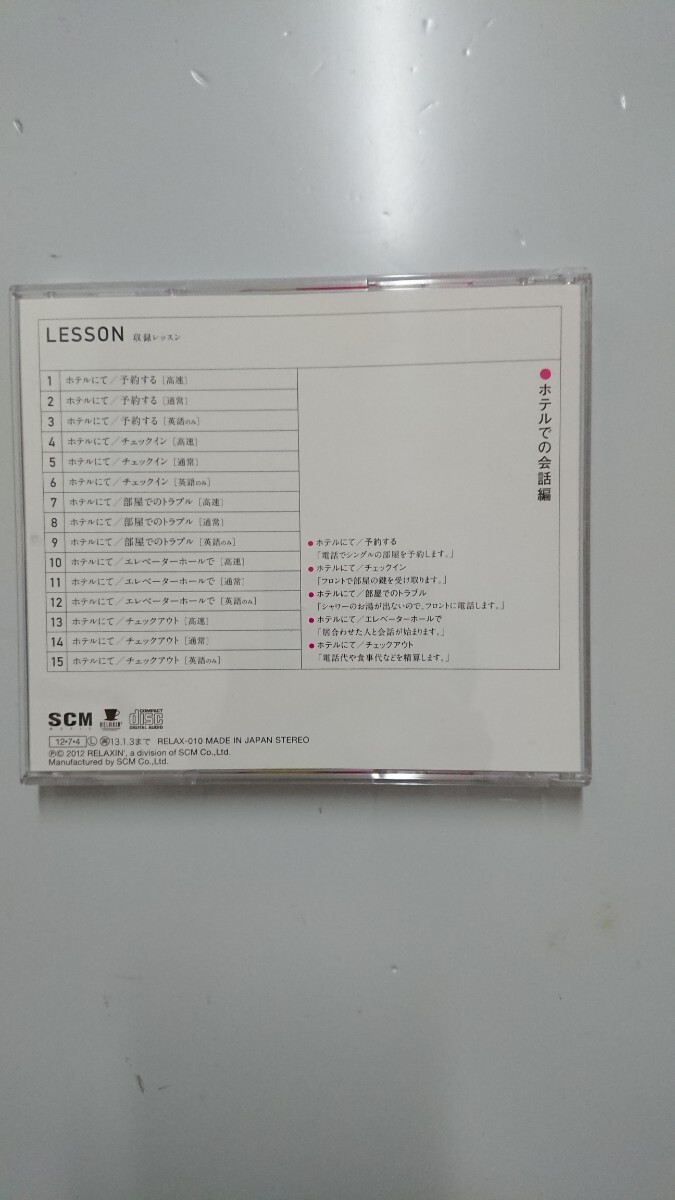 LESSON 収録レッスン
1 ホテルにて／予約する［高速］
2 ホテルにて／予約する［通常］
3 ホテルにて／予約する［英語のみ］
4 ホテルにて／チェックイン［高速］
5 ホテルにて／チェックイン［通常］
6 ホテルにて／チェックイン［英語のみ］
7 ホテルにて／部屋でのトラブル［高速］
8 ホテルにて／部屋でのトラブル［通常］
9 ホテルにて／部屋でのトラブル［英語のみ］
10 ホテルにて／エレベーターホールで［高速］
11 ホテルにて／エレベーターホールで［通常］
12 ホテルにて／エレベーターホールで［英語のみ］
13 ホテルにて／チェックアウト［高速］
14 ホテルにて／チェックアウト［通常］
15 ホテルにて／チェックアウト［英語のみ］
●ホテルでの会話編
●ホテルにて／予約する
「電話でシングルの部屋を予約します。」
●ホテルにて／チェックイン
「フロントで部屋の鍵を受け取ります。」
●ホテルにて／部屋でのトラブル
「シャワーのお湯が出ないので、フロントに電話します。」
●ホテルにて／エレベーターホールで
「居合わせた人と会話が始まります。」
●ホテルにて／チェックアウト
「電話代や食事代などを精算します。」
SCM
MUSIC
RELAXIN'
COMPACT
disc
DIGITAL AUDIO
12・7・4 Ⓛ 13.1.3まで RELAX-010 MADE IN JAPAN STEREO
Ⓟ© 2012 RELAXIN', a division of SCM Co.,Ltd.
Manufactured by SCM Co.,Ltd.